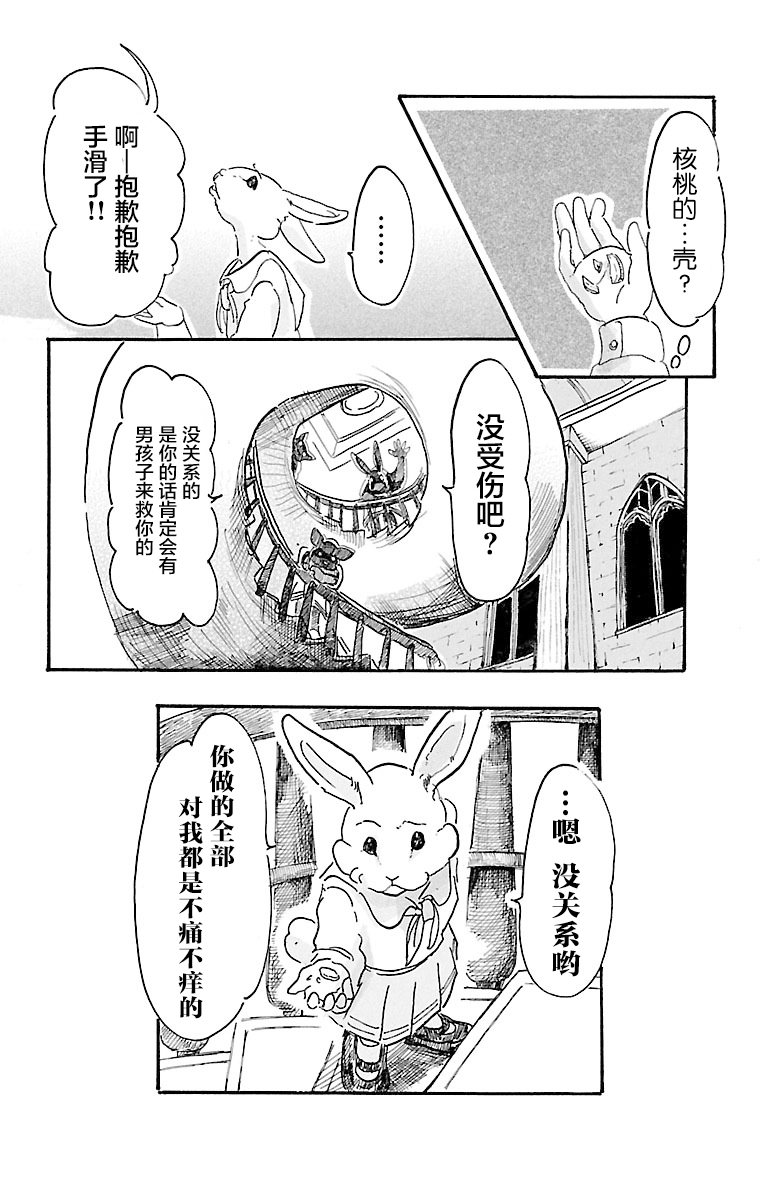 核桃的…壳？
……
啊—抱歉抱歉
手滑了!!
没受伤吧？
没关系的
是你的话肯定会有
男孩子来救你的
…嗯 没关系哟
你做的全部
对我都是不痛不痒的